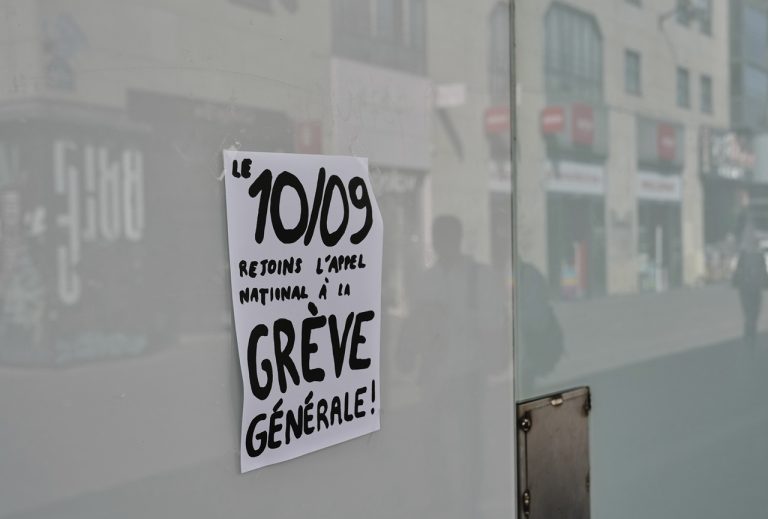 LE
10/09
REJOINS L'APPEL
NATIONAL À LA
GRÈVE
GÉNÉRALE!